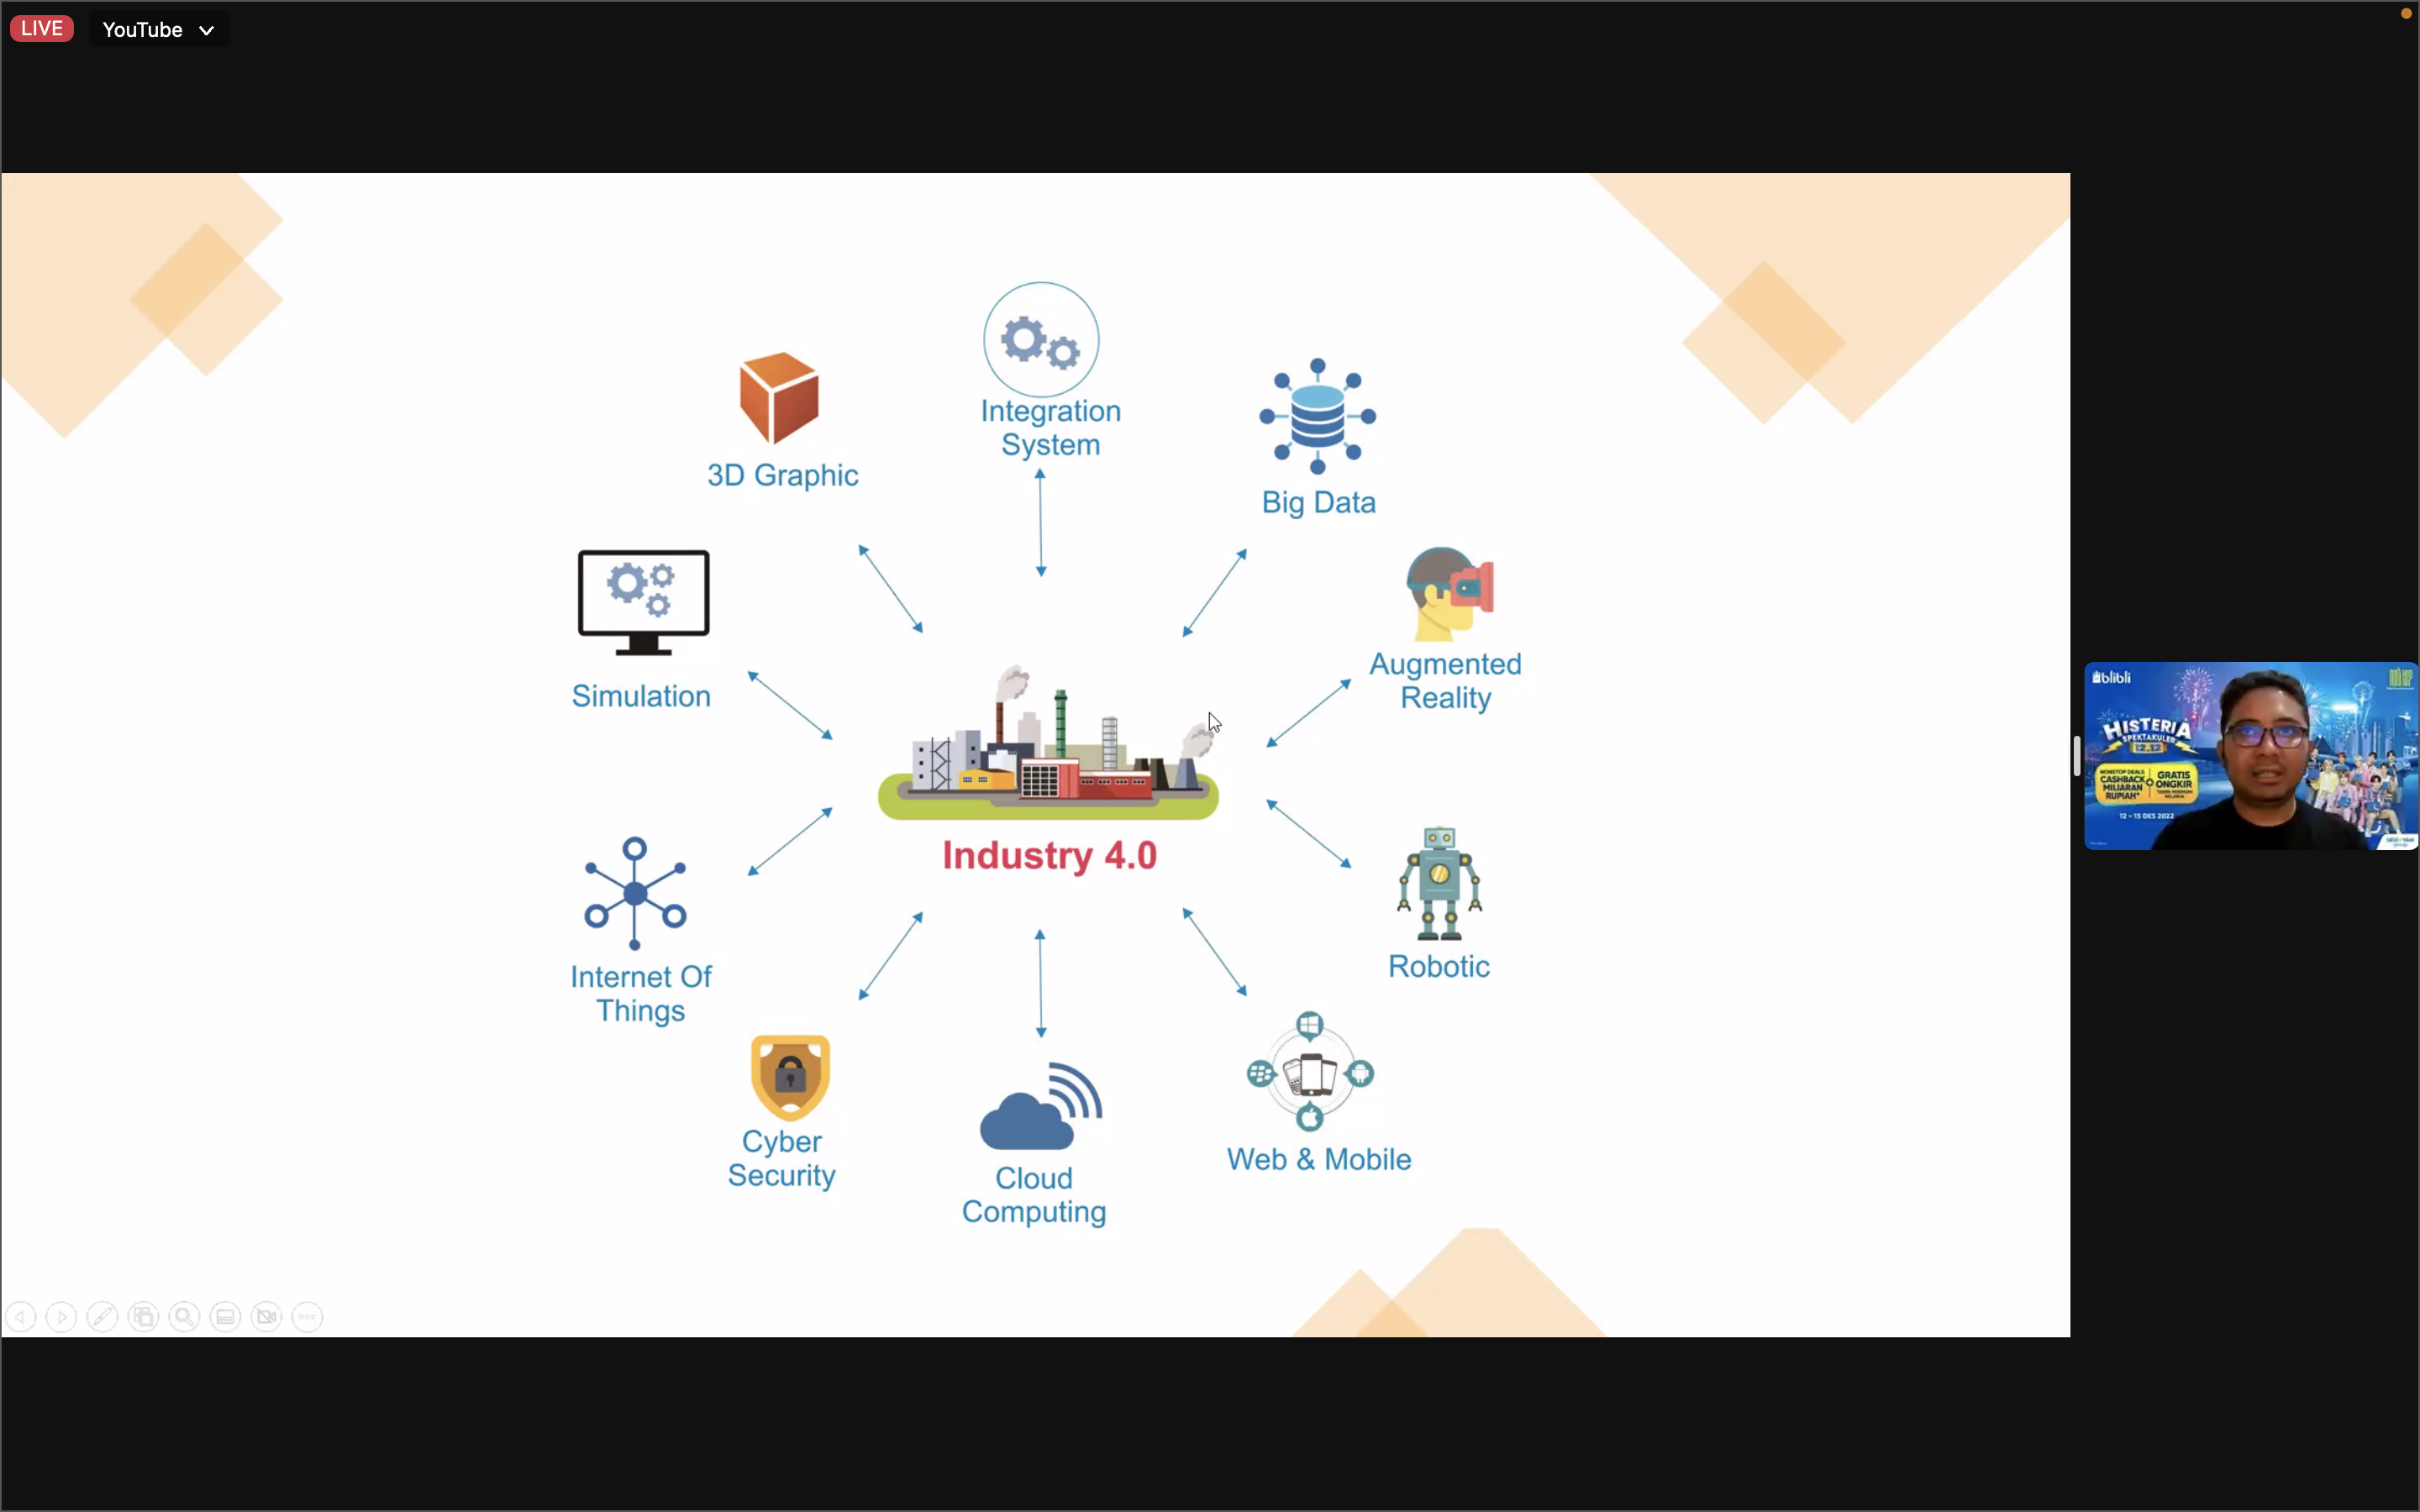 LIVE
YouTube
Integration
System
3D Graphic
Big Data
Simulation
Augmented
Reality
Industry 4.0
Internet Of
Things
Robotic
Cyber
Security
Cloud
Computing
Web & Mobile
blibli
HISTERIA
SPEKTAKULER
12.12
NONSTOP DEALS
CASHBACK
MILIARAN
RUPIAH*
+
GRATIS
ONGKIR
12 - 15 DES 2022